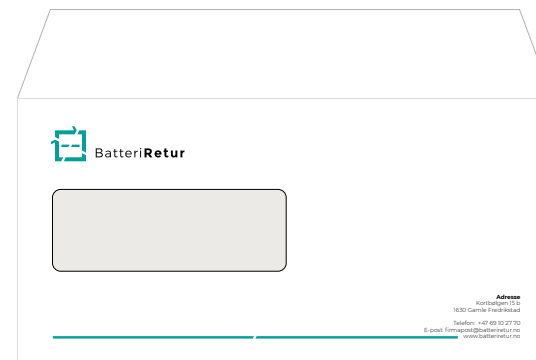 BatteriRetur
Adresse
Kortbølgen 15 b
1630 Gamle Fredrikstad
Telefon: +47 69 10 27 70
E-post: firmapost@batteriretur.no
www.batteriretur.no